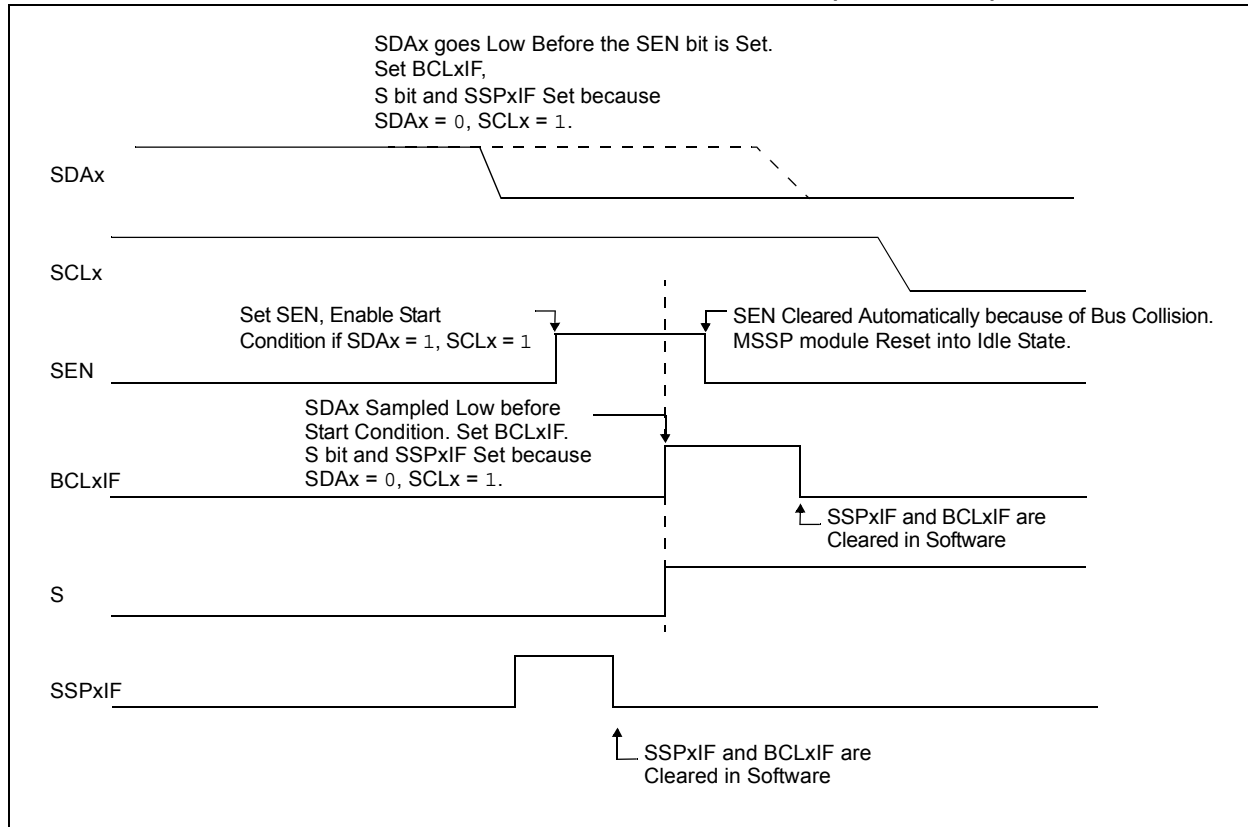 SDAx goes Low Before the SEN bit is Set.
Set BCLxIF,
S bit and SSPxIF Set because
SDAx = 0, SCLx = 1.
SDAx
SCLx
Set SEN, Enable Start
Condition if SDAx = 1, SCLx = 1
SEN Cleared Automatically because of Bus Collision.
MSSP module Reset into Idle State.
SEN
SDAx Sampled Low before
Start Condition. Set BCLxIF.
S bit and SSPxIF Set because
SDAx = 0, SCLx = 1.
BCLxIF
SSPxIF and BCLxIF are
Cleared in Software
S
SSPxIF
SSPxIF and BCLxIF are
Cleared in Software